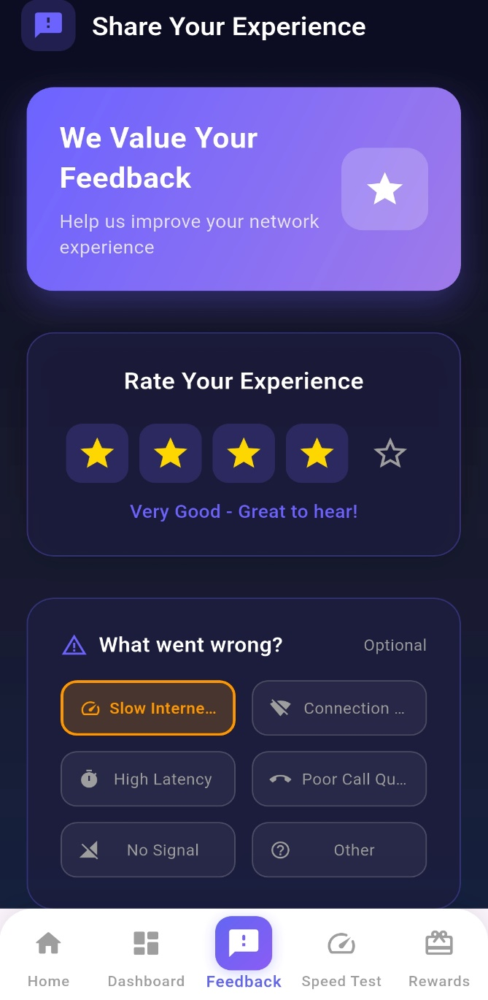 Share Your Experience
We Value Your
Feedback
Help us improve your network
experience
Rate Your Experience
Very Good - Great to hear!
What went wrong?
Optional
Slow Interne...
Connection ...
High Latency
Poor Call Qu...
No Signal
Other
Home
Dashboard
Feedback
Speed Test
Rewards